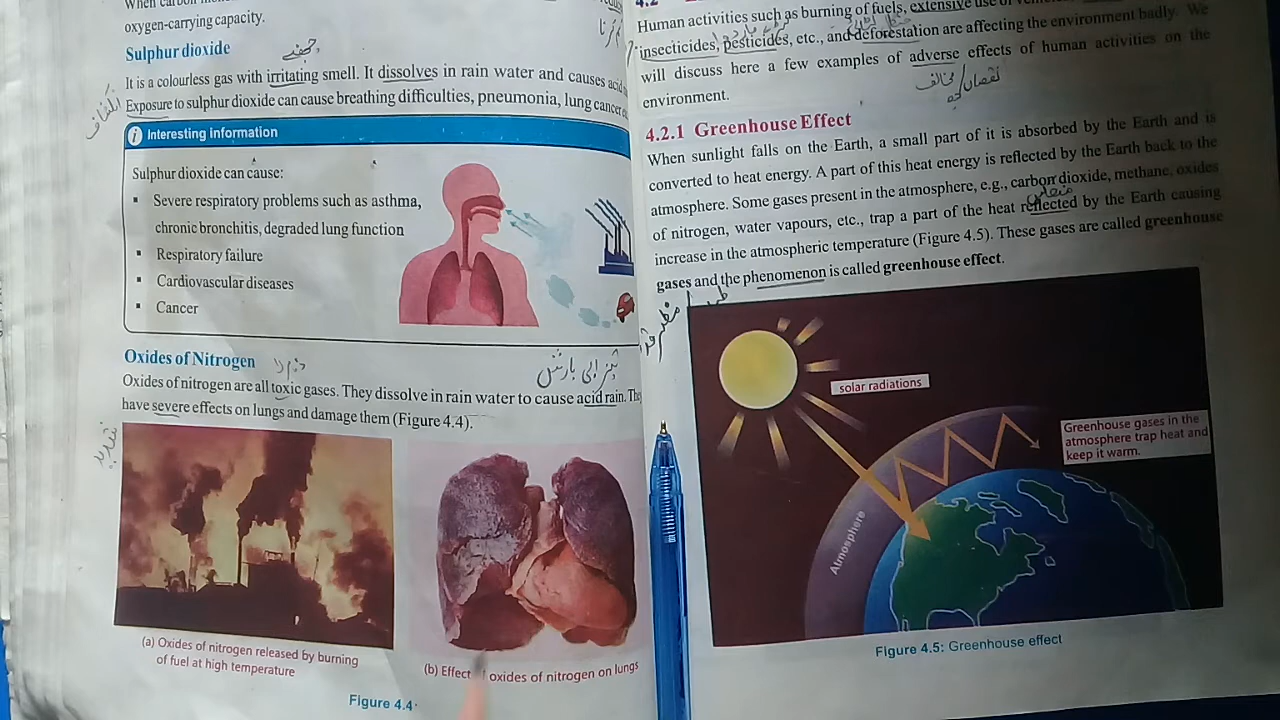 When carbon
oxygen-carrying capacity.
Sulphur dioxide
It is a colourless gas with irritating smell. It dissolves in rain water and causes acid
Exposure to sulphur dioxide can cause breathing difficulties, pneumonia, lung cancer
Interesting information
Sulphur dioxide can cause:
▪ Severe respiratory problems such as asthma,
chronic bronchitis, degraded lung function
▪ Respiratory failure
▪ Cardiovascular diseases
▪ Cancer
Oxides of Nitrogen
تیزابی بارش
Oxides of nitrogen are all toxic gases. They dissolve in rain water to cause acid rain. They
have severe effects on lungs and damage them (Figure 4.4).
شدید
(a) Oxides of nitrogen released by burning
of fuel at high temperature
(b) Effect of oxides of nitrogen on lungs
Figure 4.4
4.2
Human activities such as burning of fuels, extensive use of
insecticides, pesticides, etc., and deforestation are affecting the environment badly. We
will discuss here a few examples of adverse effects of human activities on the
environment.
4.2.1 Greenhouse Effect
When sunlight falls on the Earth, a small part of it is absorbed by the Earth and is
converted to heat energy. A part of this heat energy is reflected by the Earth back to the
atmosphere. Some gases present in the atmosphere, e.g., carbon dioxide, methane, oxides
of nitrogen, water vapours, etc., trap a part of the heat reflected by the Earth causing
increase in the atmospheric temperature (Figure 4.5). These gases are called greenhouse
gases and the phenomenon is called greenhouse effect.
solar radiations
Greenhouse gases in the
atmosphere trap heat and
keep it warm.
Atmosphere
Figure 4.5: Greenhouse effect